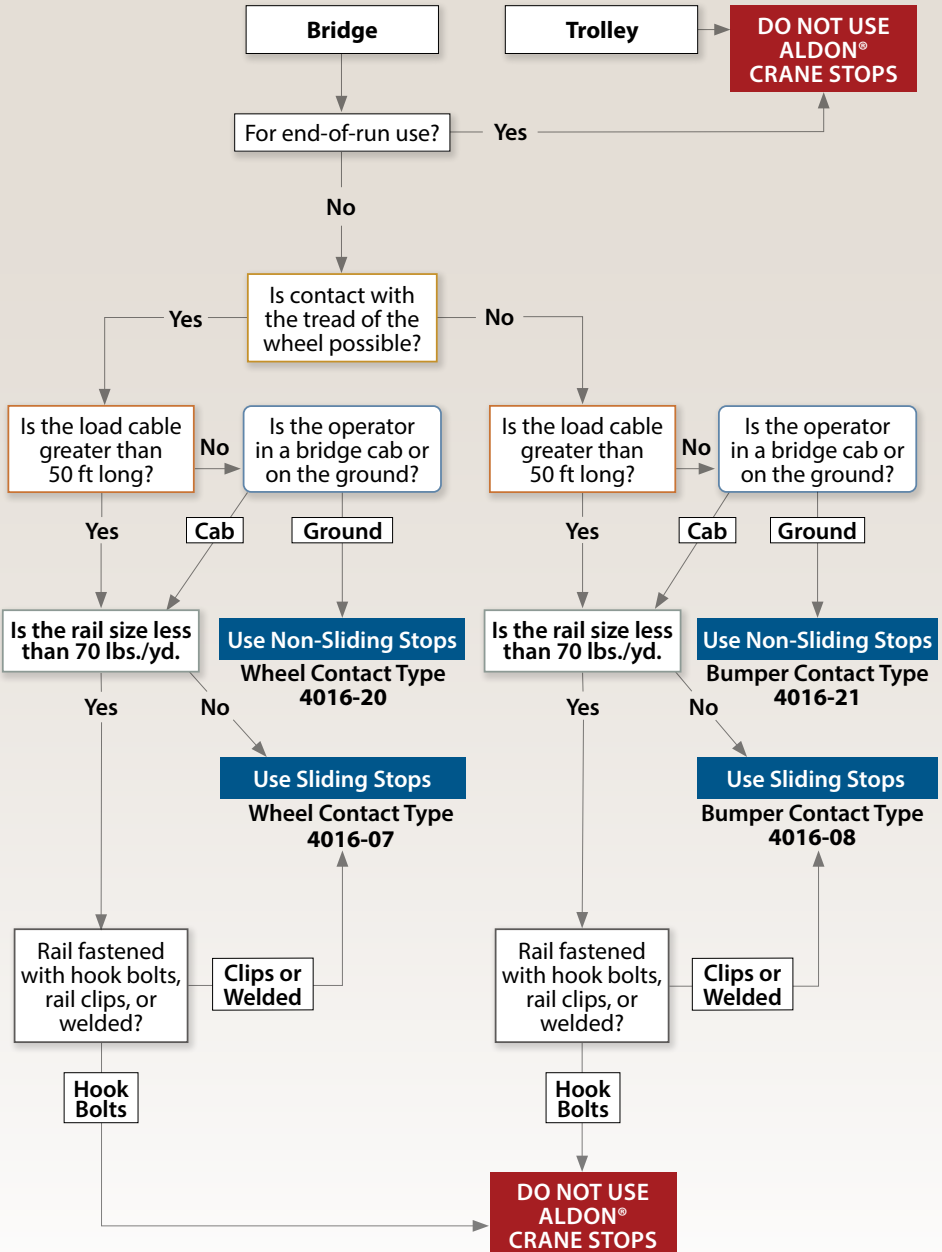 Bridge
Trolley
DO NOT USE
ALDON®
CRANE STOPS
For end-of-run use?
Yes
No
Is contact with
the tread of the
wheel possible?
Yes
No
Is the load cable
greater than
50 ft long?
No
Is the operator
in a bridge cab or
on the ground?
Is the load cable
greater than
50 ft long?
No
Is the operator
in a bridge cab or
on the ground?
Yes
Cab
Ground
Yes
Cab
Ground
Is the rail size less
than 70 lbs./yd.
Use Non-Sliding Stops
Wheel Contact Type
4016-20
Is the rail size less
than 70 lbs./yd.
Use Non-Sliding Stops
Bumper Contact Type
4016-21
Yes
No
Yes
No
Use Sliding Stops
Wheel Contact Type
4016-07
Use Sliding Stops
Bumper Contact Type
4016-08
Rail fastened
with hook bolts,
rail clips, or
welded?
Clips or
Welded
Rail fastened
with hook bolts,
rail clips, or
welded?
Clips or
Welded
Hook
Bolts
Hook
Bolts
DO NOT USE
ALDON®
CRANE STOPS